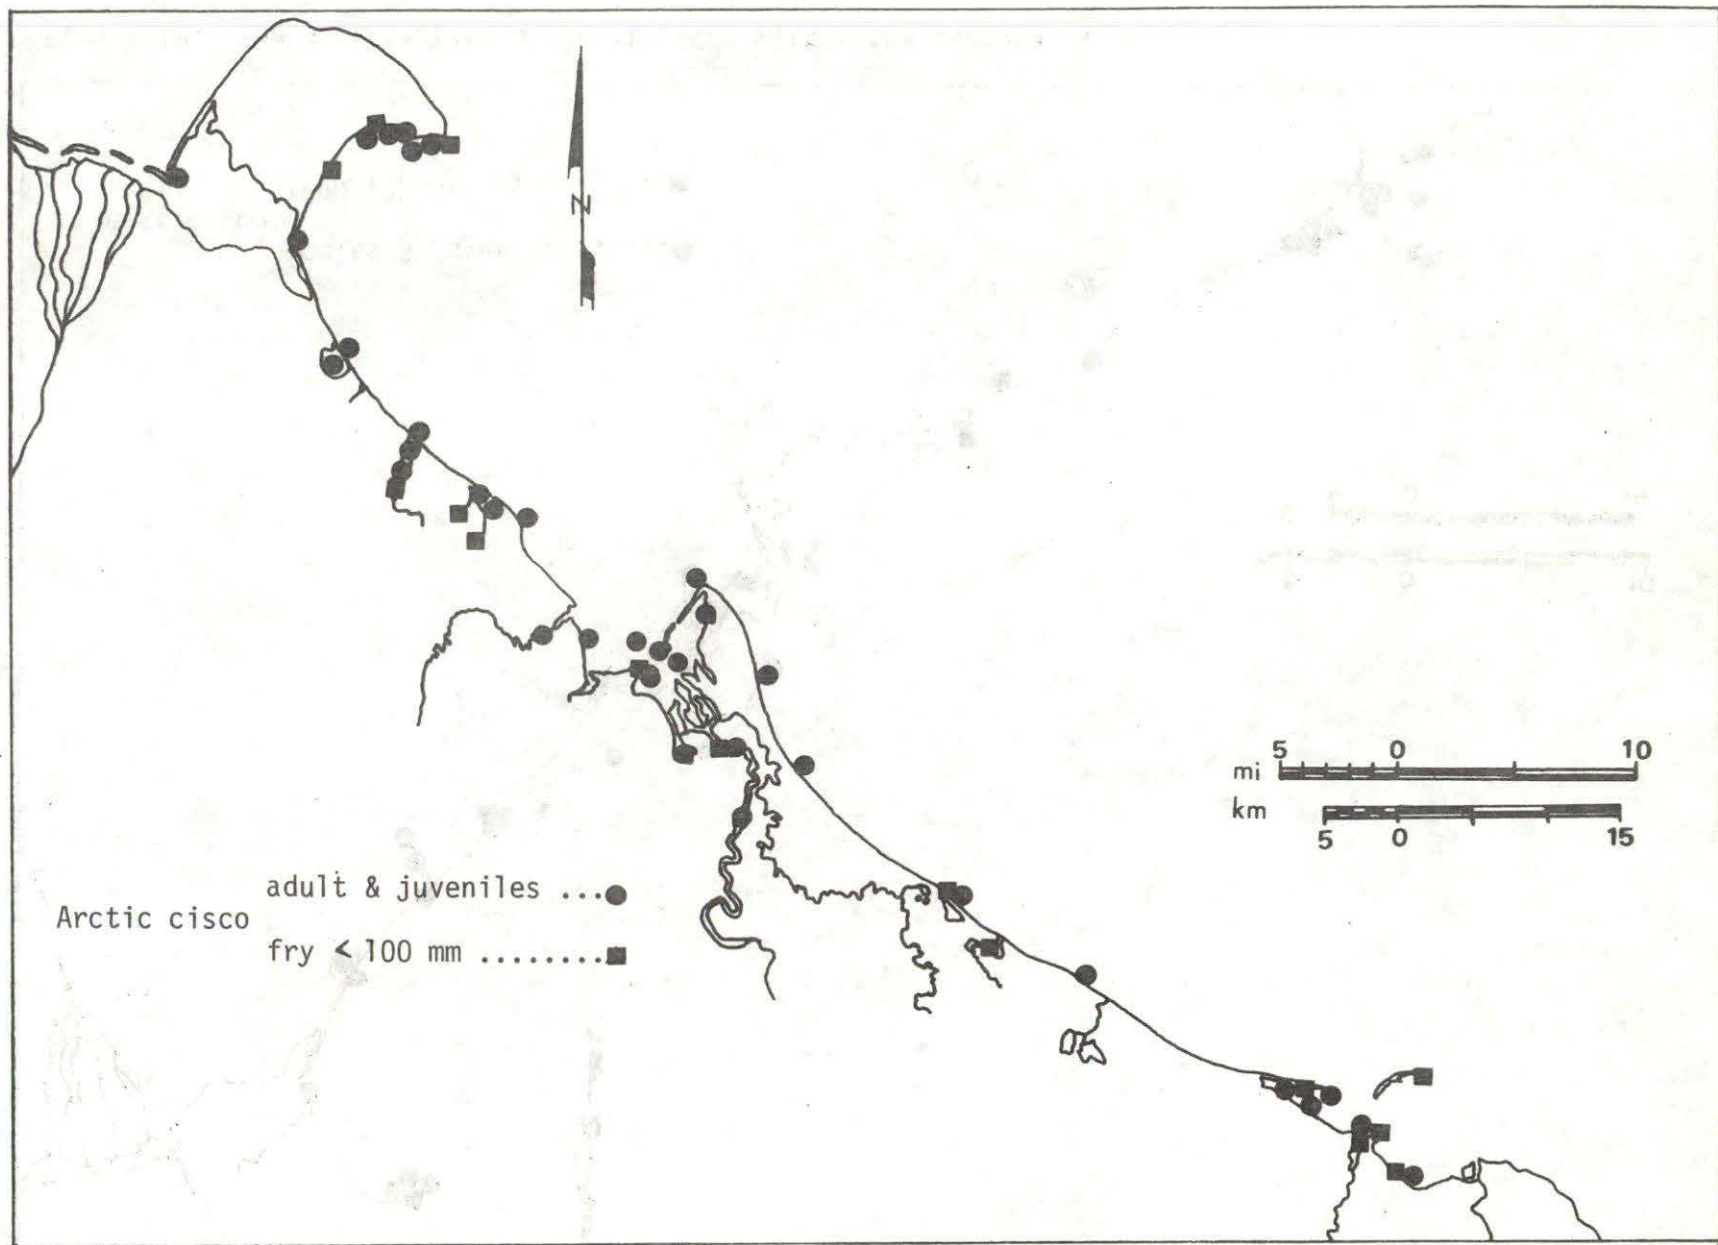 N
5 0 10
mi
km
5 0 15
adult & juveniles ...●
Arctic cisco
fry < 100 mm ........■